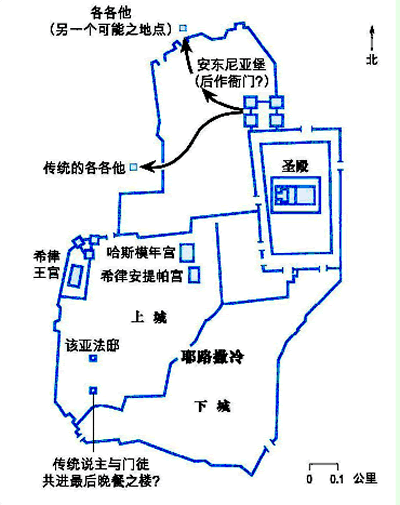 各各他
（另一个可能之地点）
北
安东尼亚堡
（后作衙门?）
传统的各各他
圣殿
希律
王宫
哈斯模年宫
希律安提帕宫
上城
该亚法邸
耶路撒冷
下城
传统说主与门徒
共进最后晚餐之楼?
0 0.1 公里